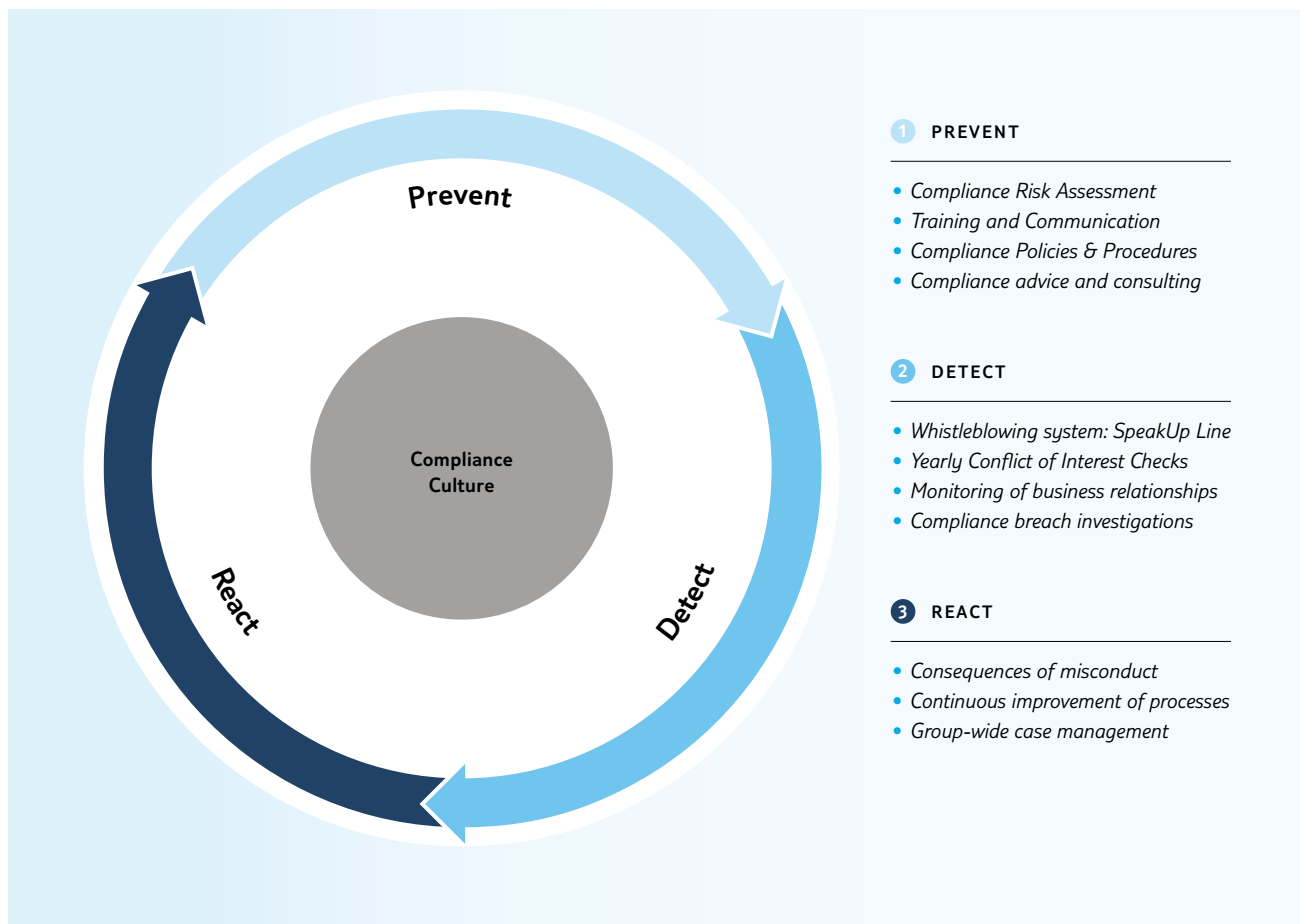 Prevent
Compliance
Culture
React
Detect
1 PREVENT
• Compliance Risk Assessment
• Training and Communication
• Compliance Policies & Procedures
• Compliance advice and consulting
2 DETECT
• Whistleblowing system: SpeakUp Line
• Yearly Conflict of Interest Checks
• Monitoring of business relationships
• Compliance breach investigations
3 REACT
• Consequences of misconduct
• Continuous improvement of processes
• Group-wide case management